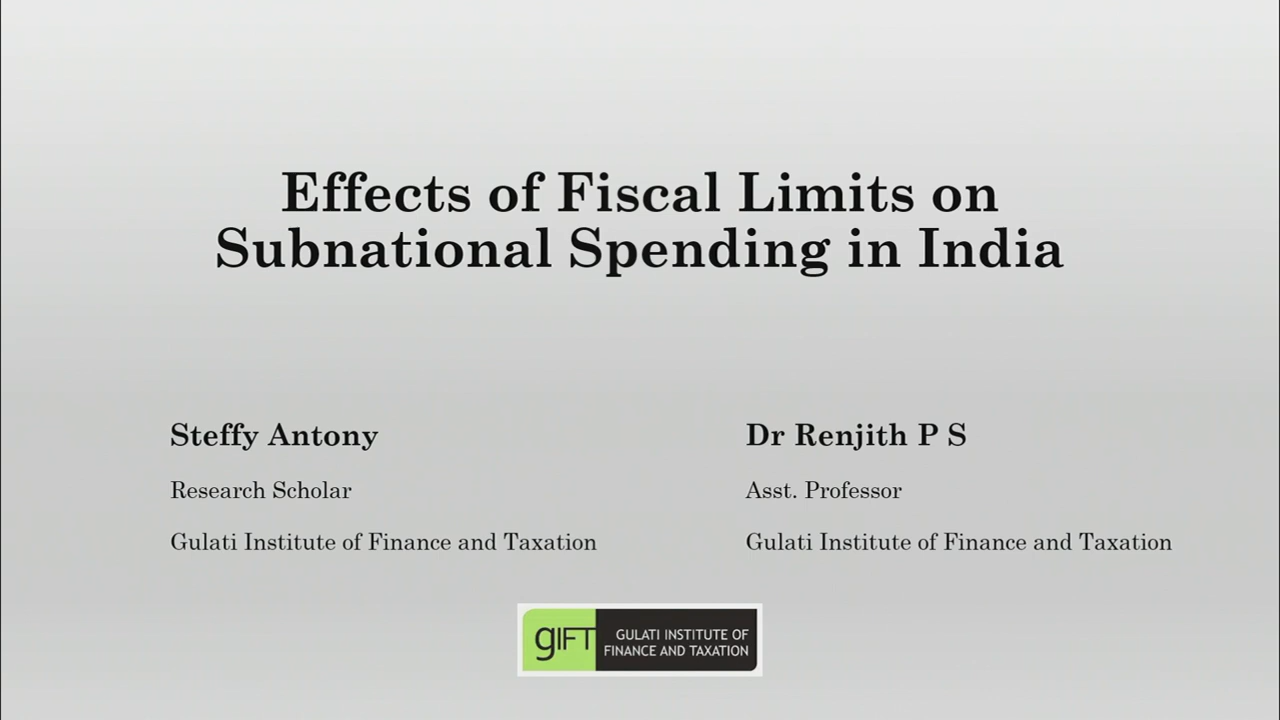 Effects of Fiscal Limits on
Subnational Spending in India
Steffy Antony
Research Scholar
Gulati Institute of Finance and Taxation
Dr Renjith P S
Asst. Professor
Gulati Institute of Finance and Taxation
gIFT
GULATI INSTITUTE OF
FINANCE AND TAXATION